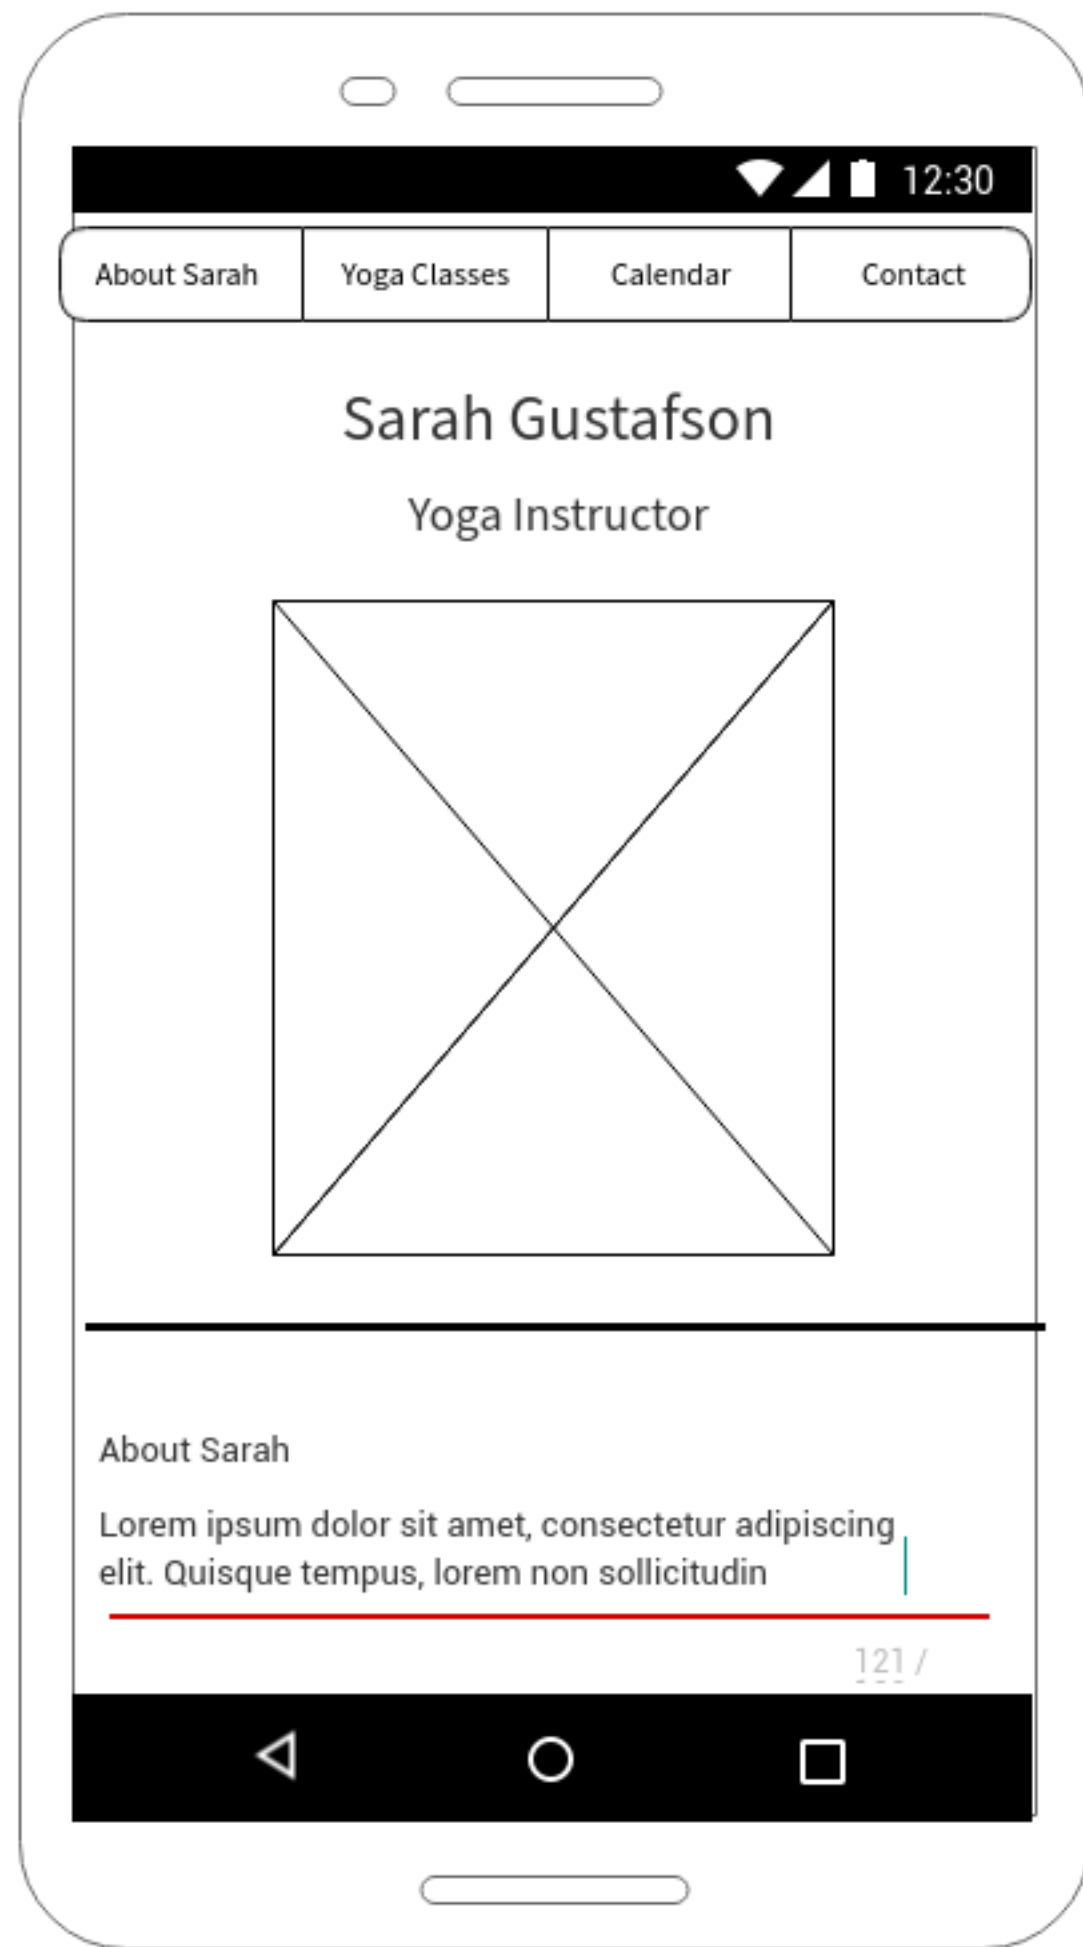 12:30
About Sarah Yoga Classes Calendar Contact
Sarah Gustafson
Yoga Instructor
About Sarah
Lorem ipsum dolor sit amet, consectetur adipiscing
elit. Quisque tempus, lorem non sollicitudin
121 /